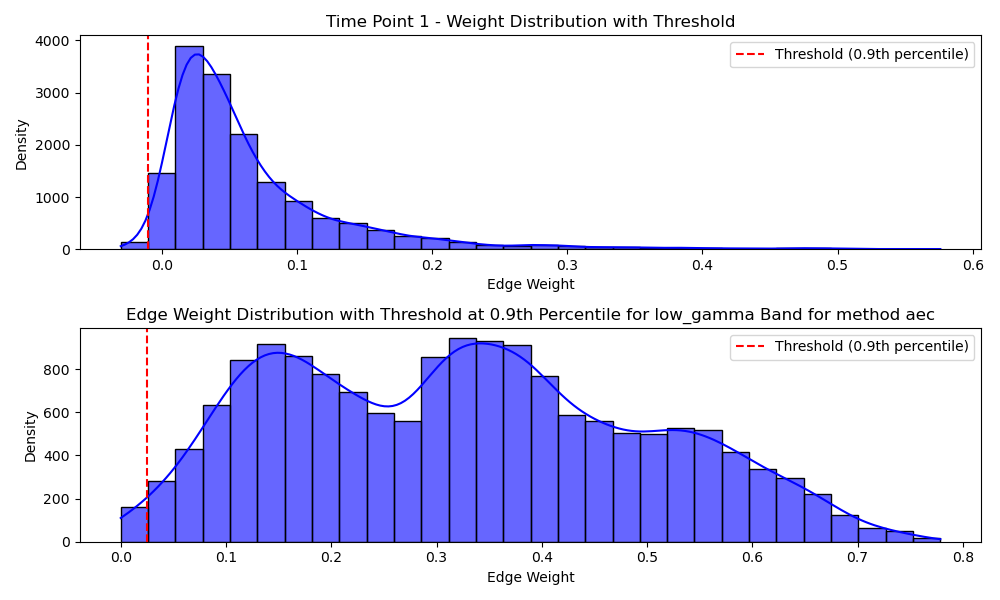 Time Point 1 - Weight Distribution with Threshold
4000
3000
2000
1000
0
Density
Threshold (0.9th percentile)
0.0 0.1 0.2 0.3 0.4 0.5 0.6
Edge Weight
Edge Weight Distribution with Threshold at 0.9th Percentile for low_gamma Band for method aec
800
600
400
200
0
Density
Threshold (0.9th percentile)
0.0 0.1 0.2 0.3 0.4 0.5 0.6 0.7 0.8
Edge Weight